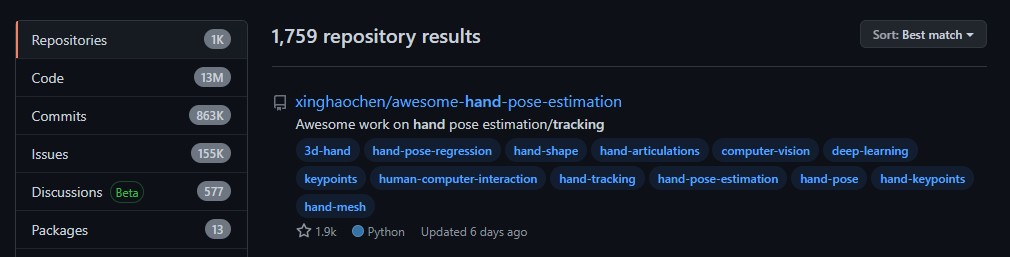 Repositories 1K
Code 13M
Commits 863K
Issues 155K
Discussions Beta 577
Packages 13
1,759 repository results
Sort: Best match
xinghaochen/awesome-hand-pose-estimation
Awesome work on hand pose estimation/tracking
3d-hand hand-pose-regression hand-shape hand-articulations computer-vision deep-learning
keypoints human-computer-interaction hand-tracking hand-pose-estimation hand-pose hand-keypoints
hand-mesh
1.9k Python Updated 6 days ago